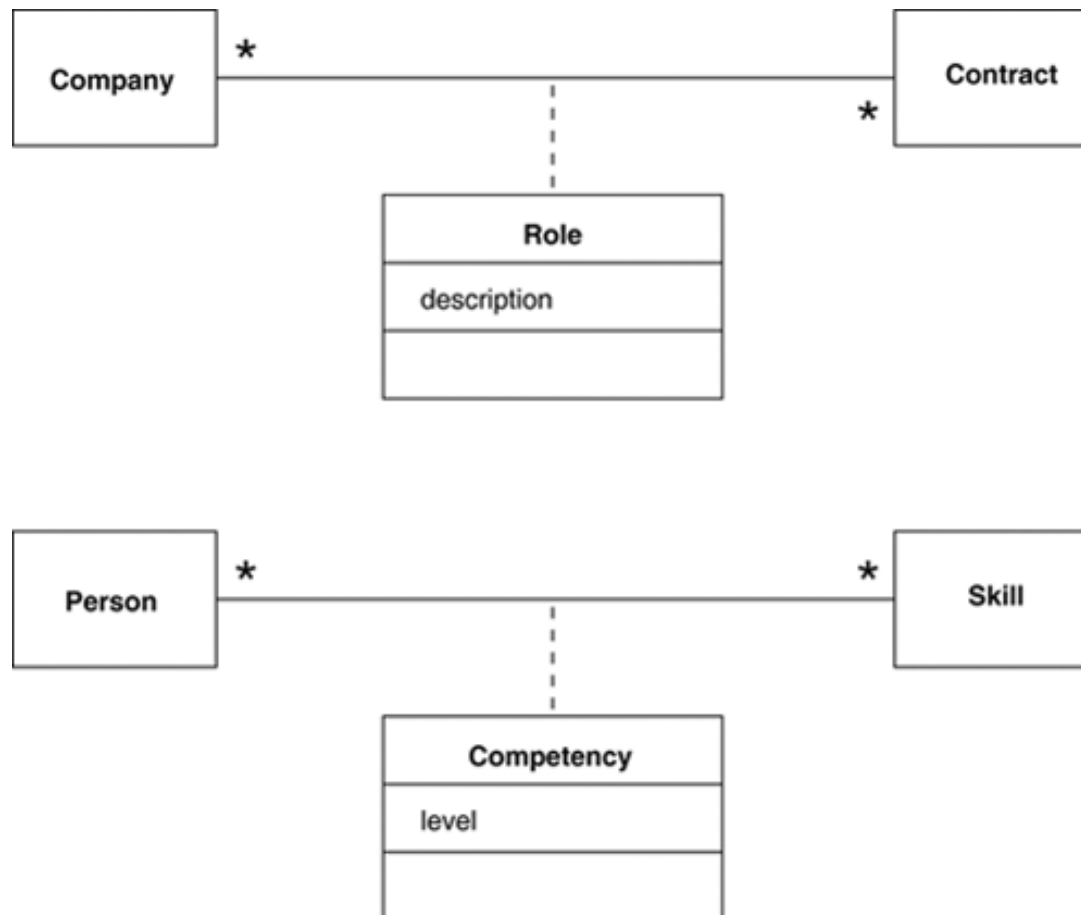 Company
*
Contract
*
Role
description
Person
*
*
Skill
Competency
level